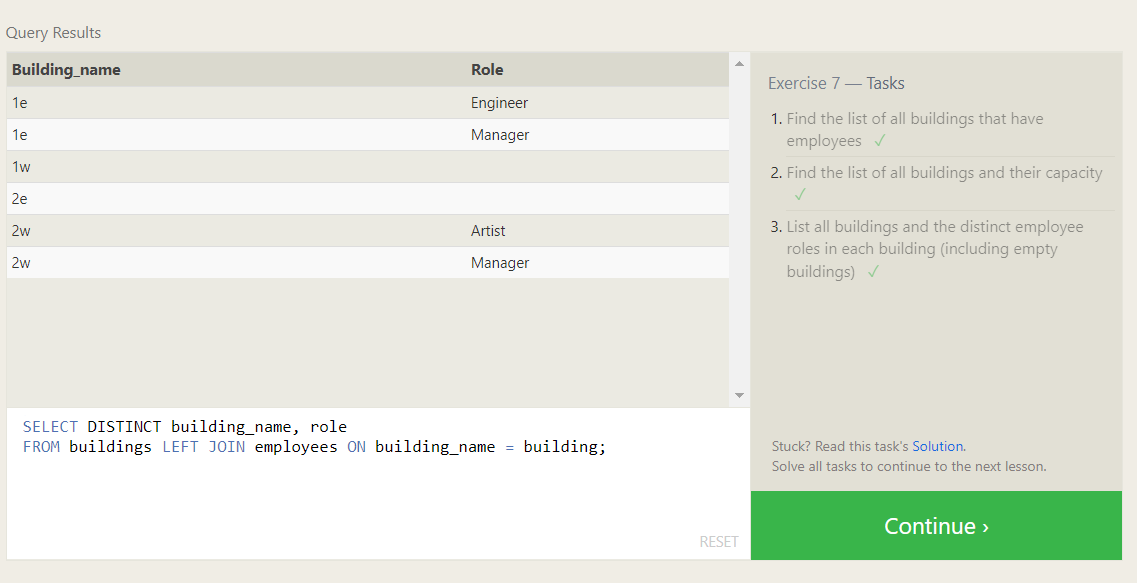 Query Results
Building_name Role
1e Engineer
1e Manager
1w
2e
2w Artist
2w Manager
SELECT DISTINCT building_name, role
FROM buildings LEFT JOIN employees ON building_name = building;
RESET
Exercise 7 — Tasks
1. Find the list of all buildings that have
employees ✓
2. Find the list of all buildings and their capacity
✓
3. List all buildings and the distinct employee
roles in each building (including empty
buildings) ✓
Stuck? Read this task's Solution.
Solve all tasks to continue to the next lesson.
Continue ›